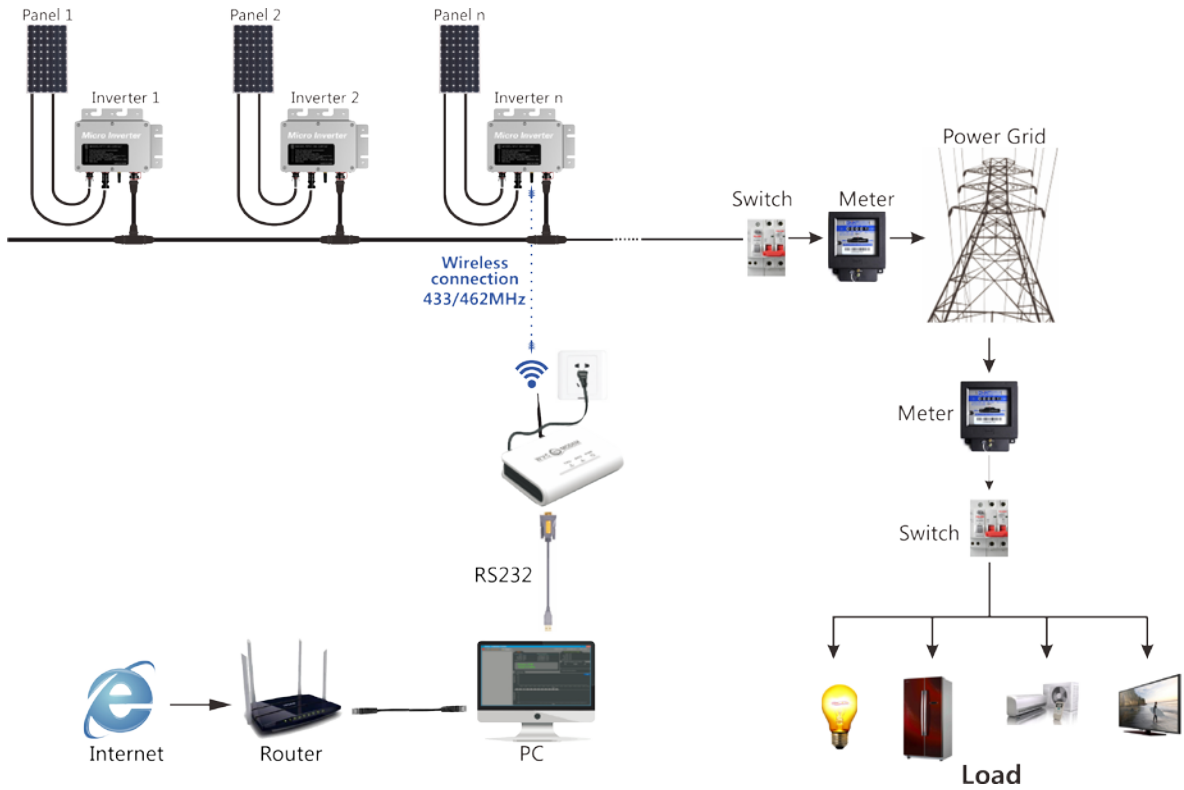 Panel 1
Panel 2
Panel n
Inverter 1
Inverter 2
Inverter n
Micro Inverter
Micro Inverter
Micro Inverter
Power Grid
Switch
Meter
Wireless
connection
433/462MHz
Meter
Switch
RS232
Internet
Router
PC
Load